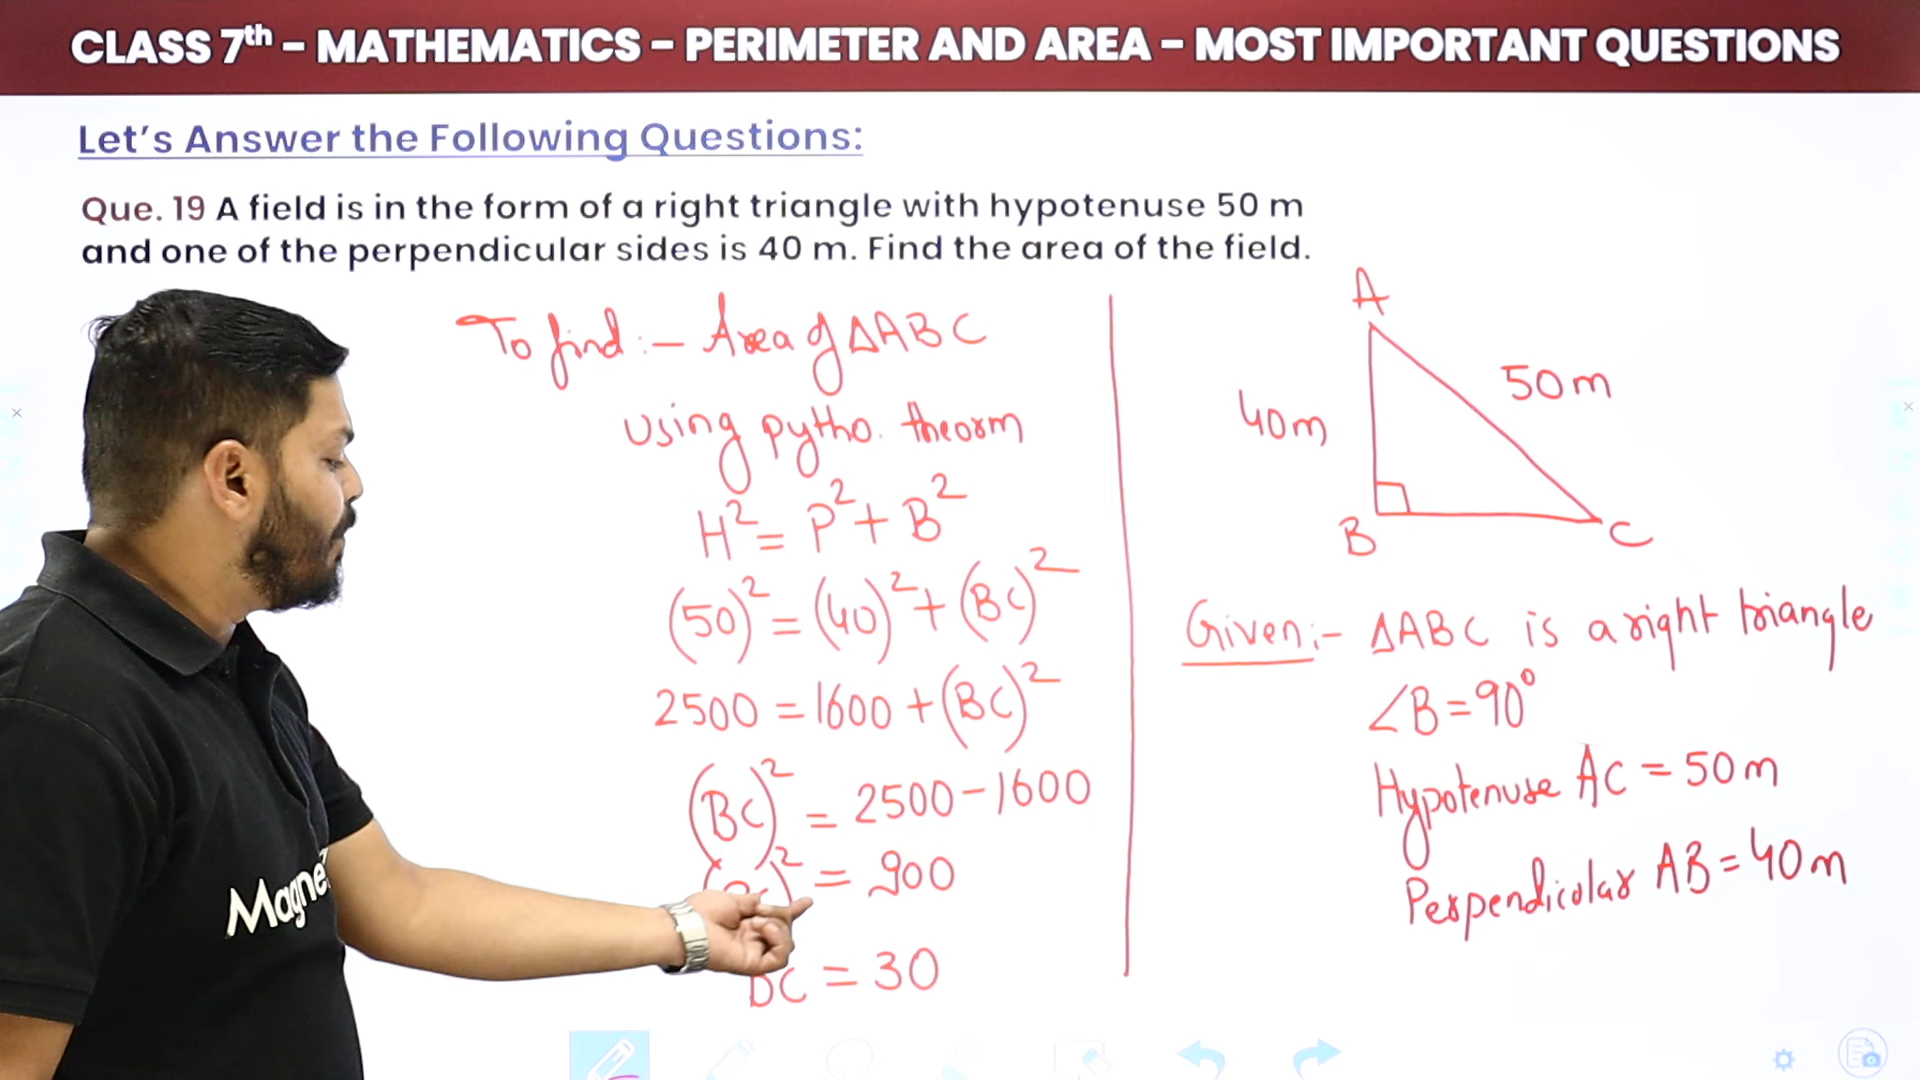 CLASS 7th – MATHEMATICS – PERIMETER AND AREA – MOST IMPORTANT QUESTIONS
Let's Answer the Following Questions:
Que. 19 A field is in the form of a right triangle with hypotenuse 50 m
and one of the perpendicular sides is 40 m. Find the area of the field.
To find :- Area of ΔABC
using pytho. theorm
H² = P² + B²
(50)² = (40)² + (BC)²
2500 = 1600 + (BC)²
(BC)² = 2500 - 1600
(BC)² = 900
BC = 30
A
40m
50m
B
C
Given :- ΔABC is a right triangle
∠B = 90°
Hypotenuse AC = 50m
Perpendicular AB = 40m